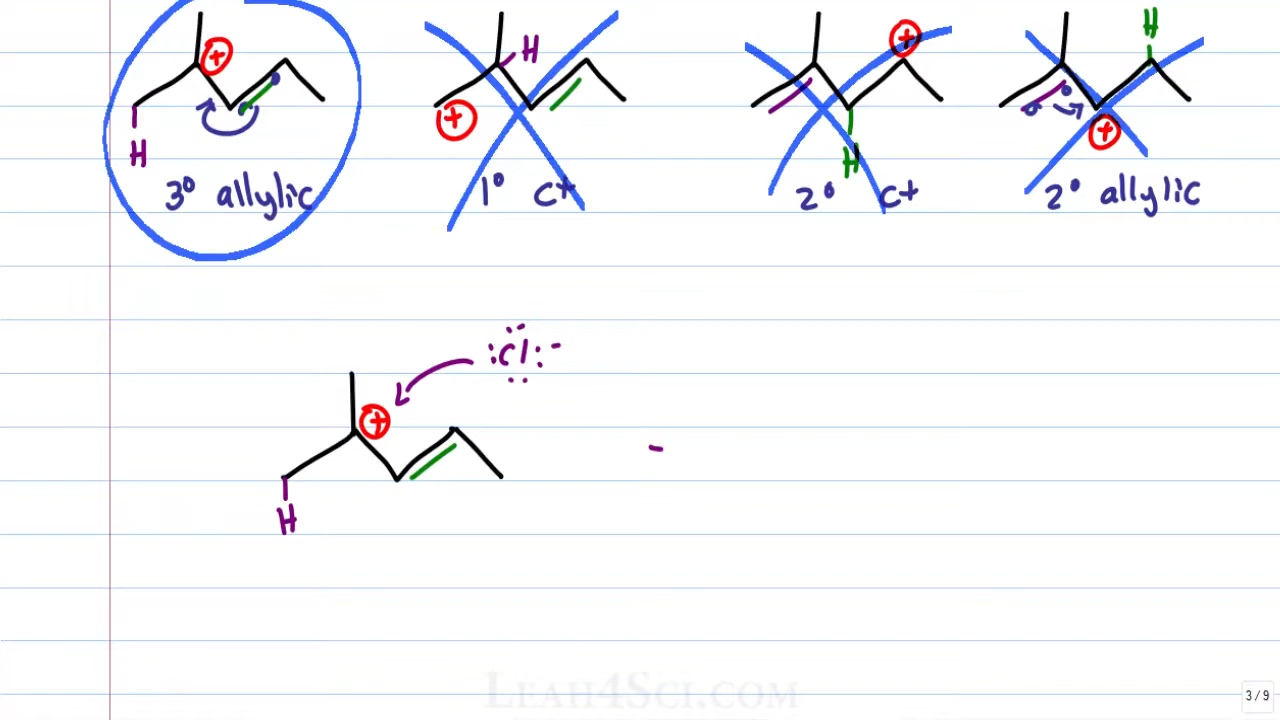 + H + H
H + H +
3° allylic 1° C+ 2° C+ 2° allylic
:Cl: -
+
-
H
LEAH4SCI.COM
3 / 9